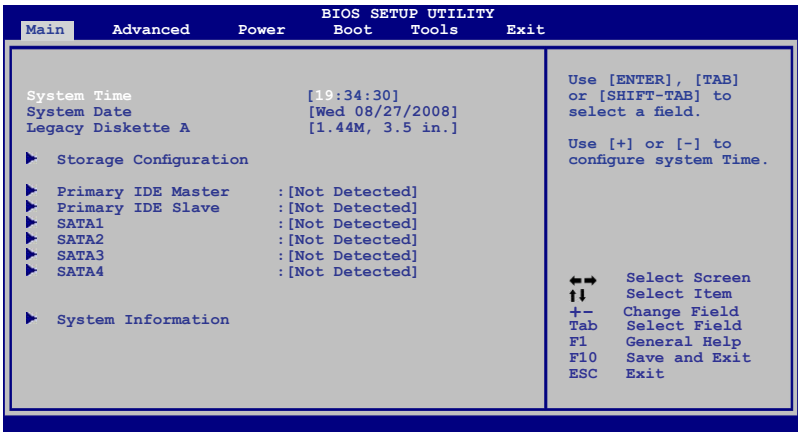 BIOS SETUP UTILITY
Main Advanced Power Boot Tools Exit
System Time [19:34:30]
System Date [Wed 08/27/2008]
Legacy Diskette A [1.44M, 3.5 in.]
Storage Configuration
Primary IDE Master :[Not Detected]
Primary IDE Slave :[Not Detected]
SATA1 :[Not Detected]
SATA2 :[Not Detected]
SATA3 :[Not Detected]
SATA4 :[Not Detected]
System Information
Use [ENTER], [TAB]
or [SHIFT-TAB] to
select a field.
Use [+] or [-] to
configure system Time.
←→ Select Screen
↑↓ Select Item
+- Change Field
Tab Select Field
F1 General Help
F10 Save and Exit
ESC Exit